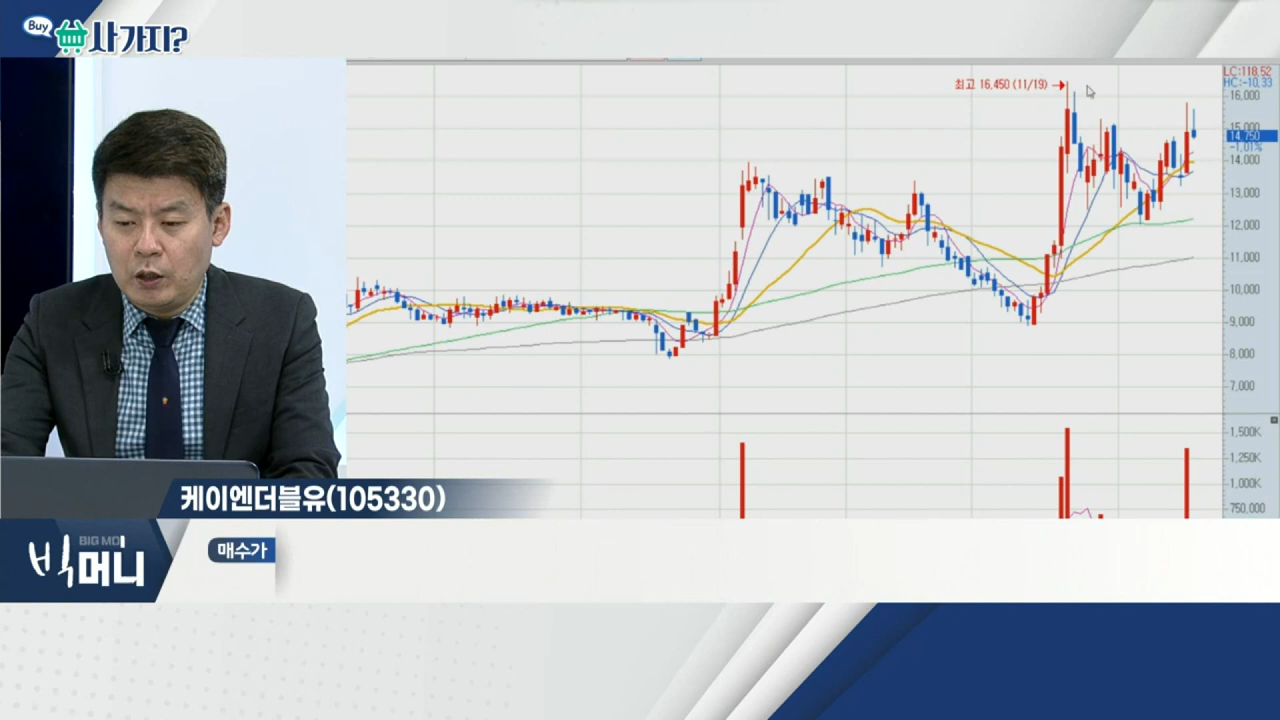 Buy 사가지?
최고 16,450 (11/19)
LC:118.52
HC:-10.33
16,000
15,000
14,750
-1.01%
14,000
13,000
12,000
11,000
10,000
9,000
8,000
7,000
1,500K
1,250K
1,000K
750,000
케이엔더블유(105330)
빅머니
매수가